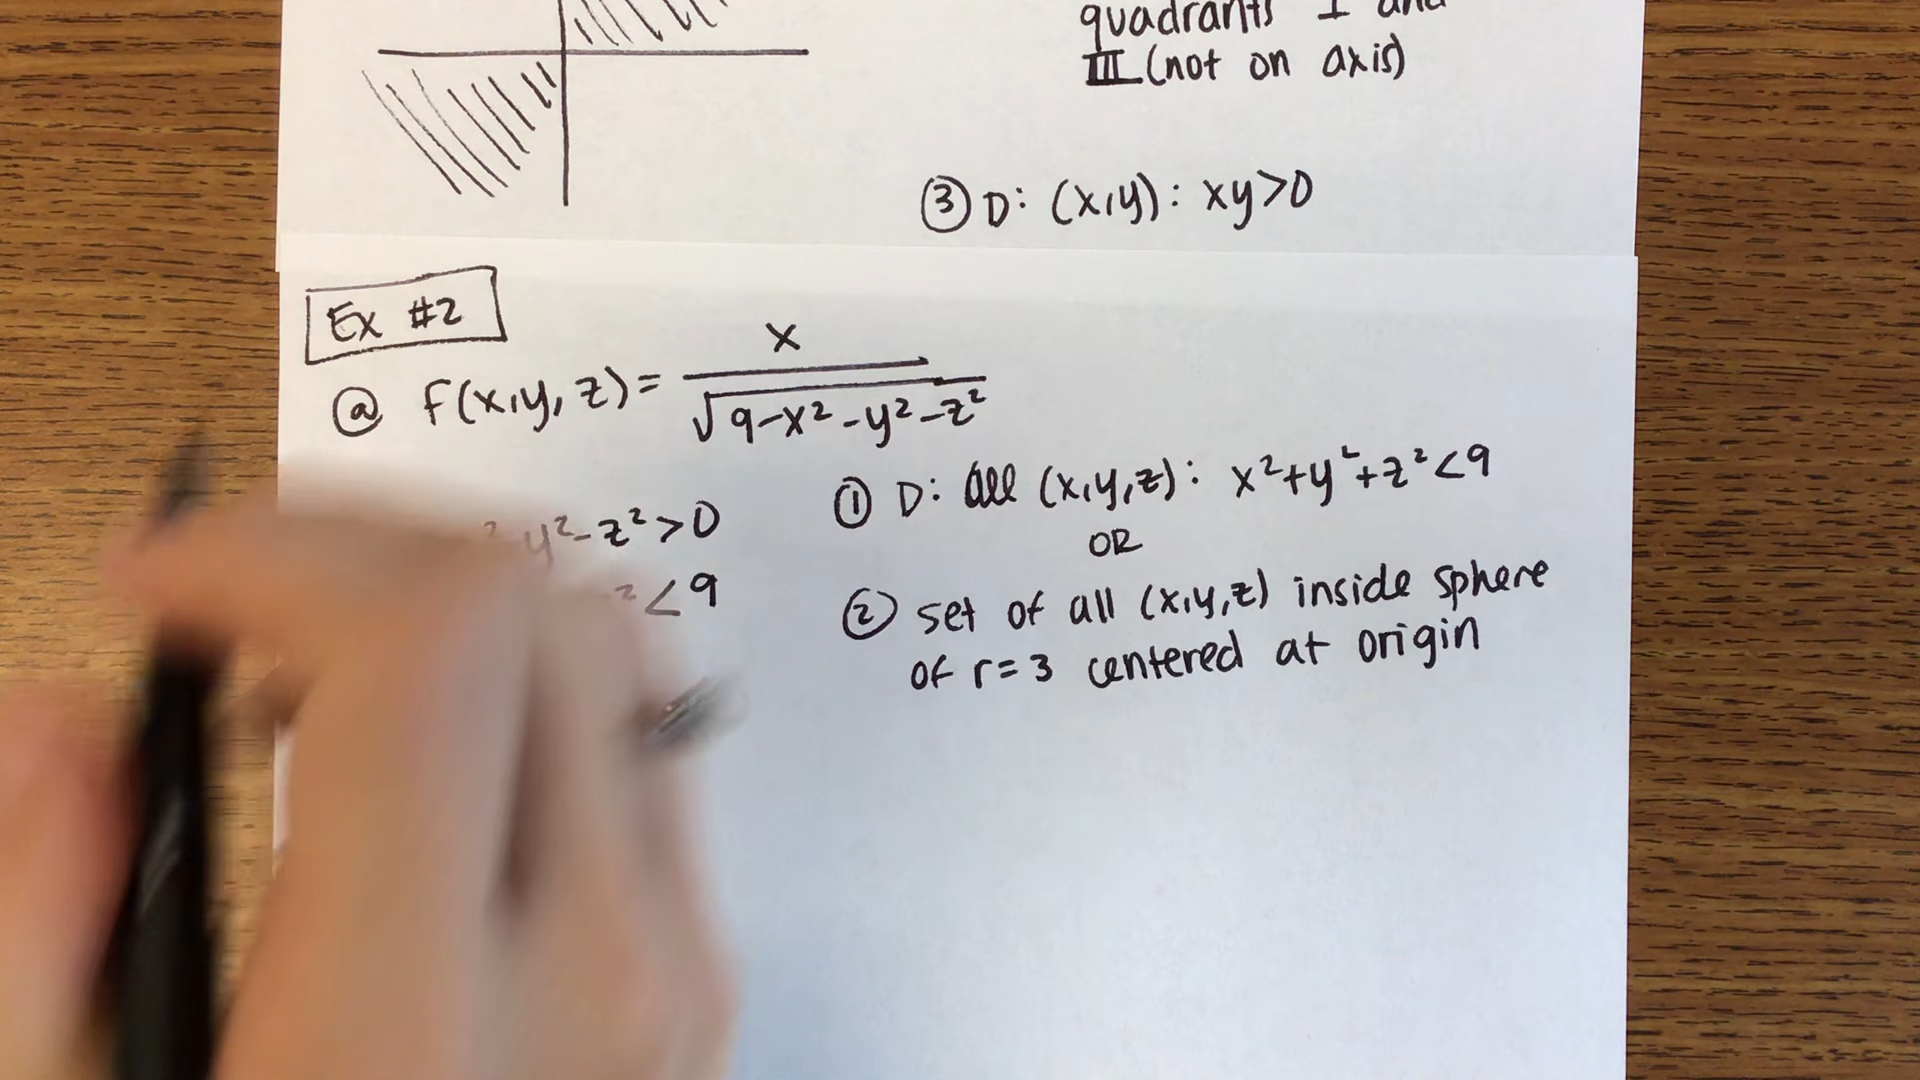 quadrants I and
III (not on axis)
③ D: (x,y): xy>0
Ex #2
ⓐ f(x,y,z) = x / √(9-x²-y²-z²)
y²-z²>0
²<9
① D: all (x,y,z): x²+y²+z²<9
OR
② set of all (x,y,z) inside sphere
of r=3 centered at origin